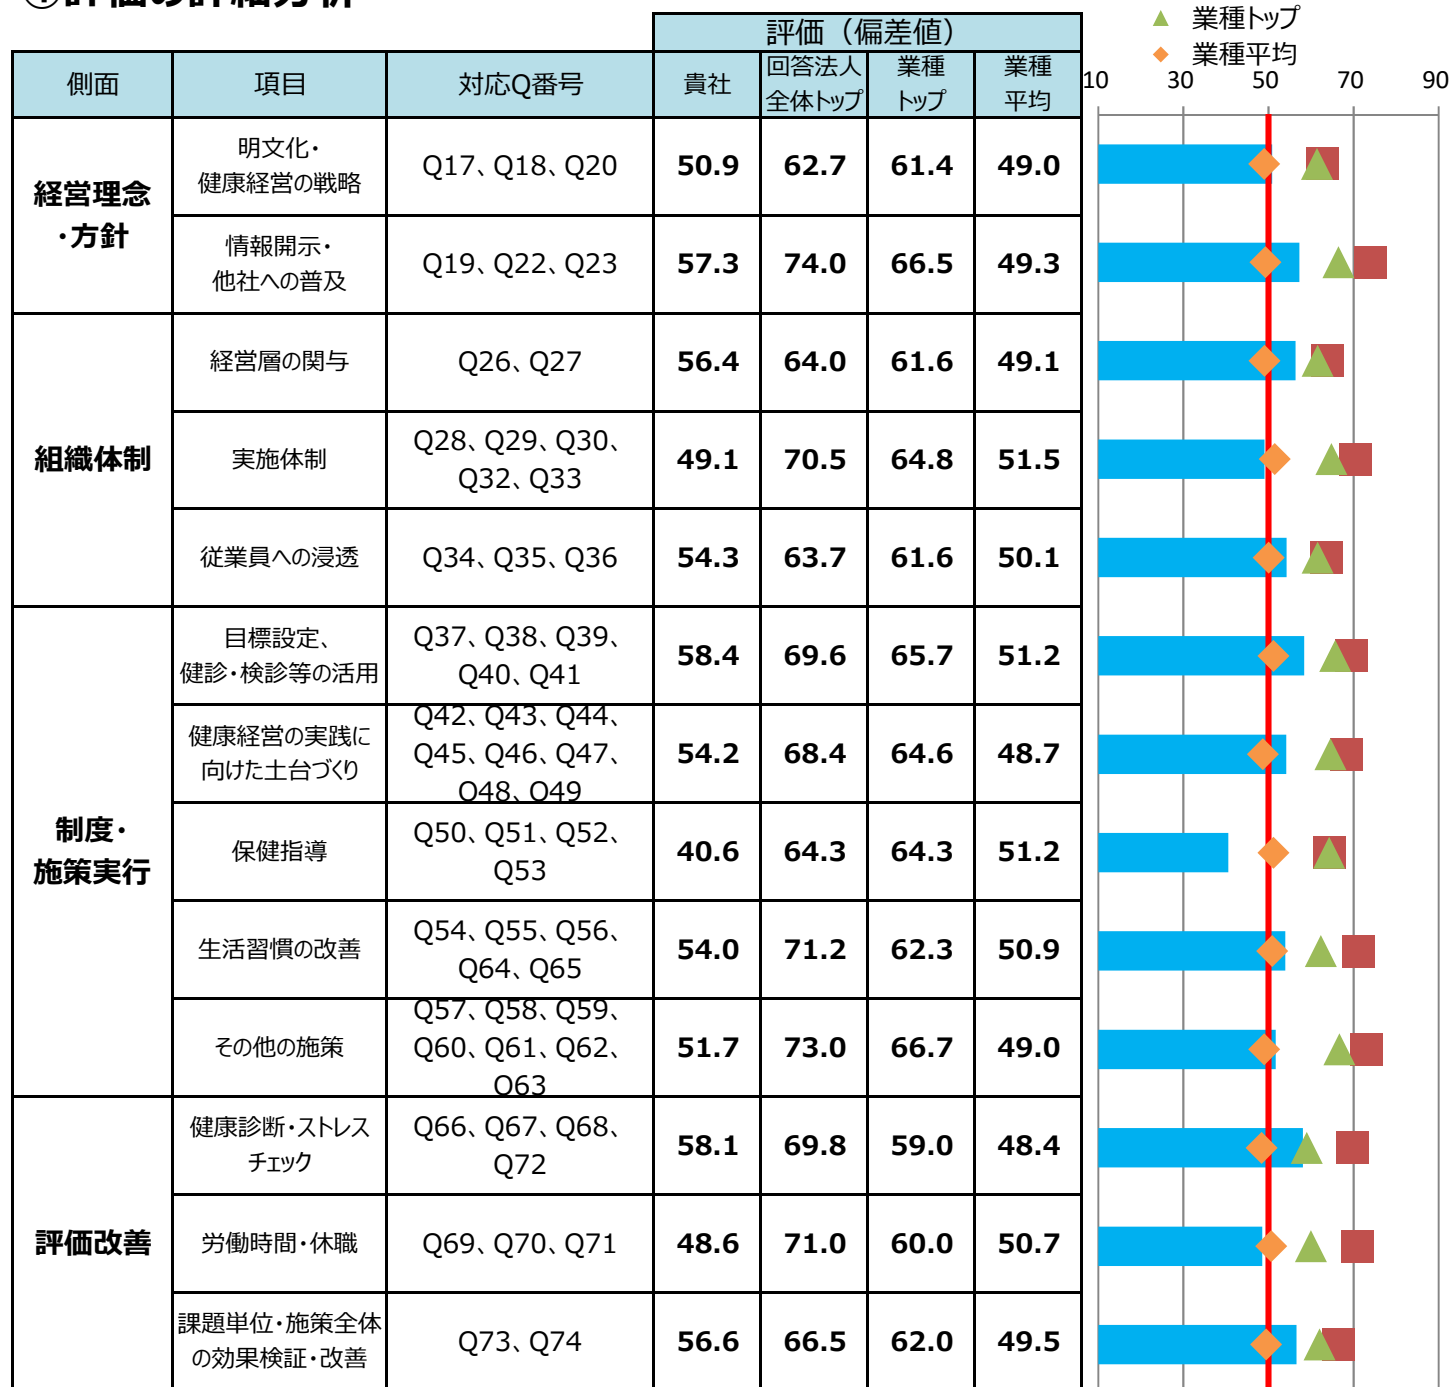 ①評価の詳細分析
▲ 業種トップ
◆ 業種平均
評価（偏差値）
側面 項目 対応Q番号 貴社 回答法人 業種 業種
全体トップ トップ 平均
10 30 50 70 90
経営理念
・方針
明文化・
健康経営の戦略
Q17、Q18、Q20
50.9 62.7 61.4 49.0
情報開示・
他社への普及
Q19、Q22、Q23
57.3 74.0 66.5 49.3
組織体制
経営層の関与
Q26、Q27
56.4 64.0 61.6 49.1
実施体制
Q28、Q29、Q30、
Q32、Q33
49.1 70.5 64.8 51.5
従業員への浸透
Q34、Q35、Q36
54.3 63.7 61.6 50.1
制度・
施策実行
目標設定、
健診・検診等の活用
Q37、Q38、Q39、
Q40、Q41
58.4 69.6 65.7 51.2
健康経営の実践に
向けた土台づくり
Q42、Q43、Q44、
Q45、Q46、Q47、
Q48、Q49
54.2 68.4 64.6 48.7
保健指導
Q50、Q51、Q52、
Q53
40.6 64.3 64.3 51.2
生活習慣の改善
Q54、Q55、Q56、
Q64、Q65
54.0 71.2 62.3 50.9
その他の施策
Q57、Q58、Q59、
Q60、Q61、Q62、
Q63
51.7 73.0 66.7 49.0
評価改善
健康診断・ストレス
チェック
Q66、Q67、Q68、
Q72
58.1 69.8 59.0 48.4
労働時間・休職
Q69、Q70、Q71
48.6 71.0 60.0 50.7
課題単位・施策全体
の効果検証・改善
Q73、Q74
56.6 66.5 62.0 49.5